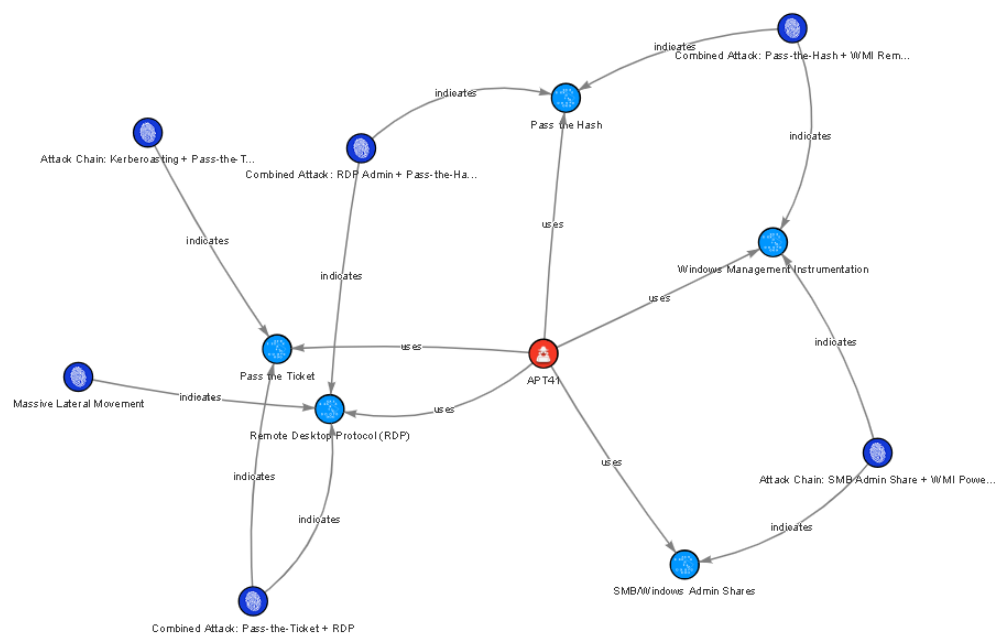 indicates
Combined Attack: Pass-the-Hash + WMI Rem...
indicates
Pass the Hash
indicates
Attack Chain: Kerberoasting + Pass-the-T...
Combined Attack: RDP Admin + Pass-the-Ha...
uses
indicates
Windows Management Instrumentation
indicates
uses
indicates
uses
Pass the Ticket
APT41
Massive Lateral Movement
indicates
uses
Remote Desktop Protocol (RDP)
uses
indicates
Attack Chain: SMB Admin Share + WMI Powe...
indicates
indicates
SMB/Windows Admin Shares
Combined Attack: Pass-the-Ticket + RDP